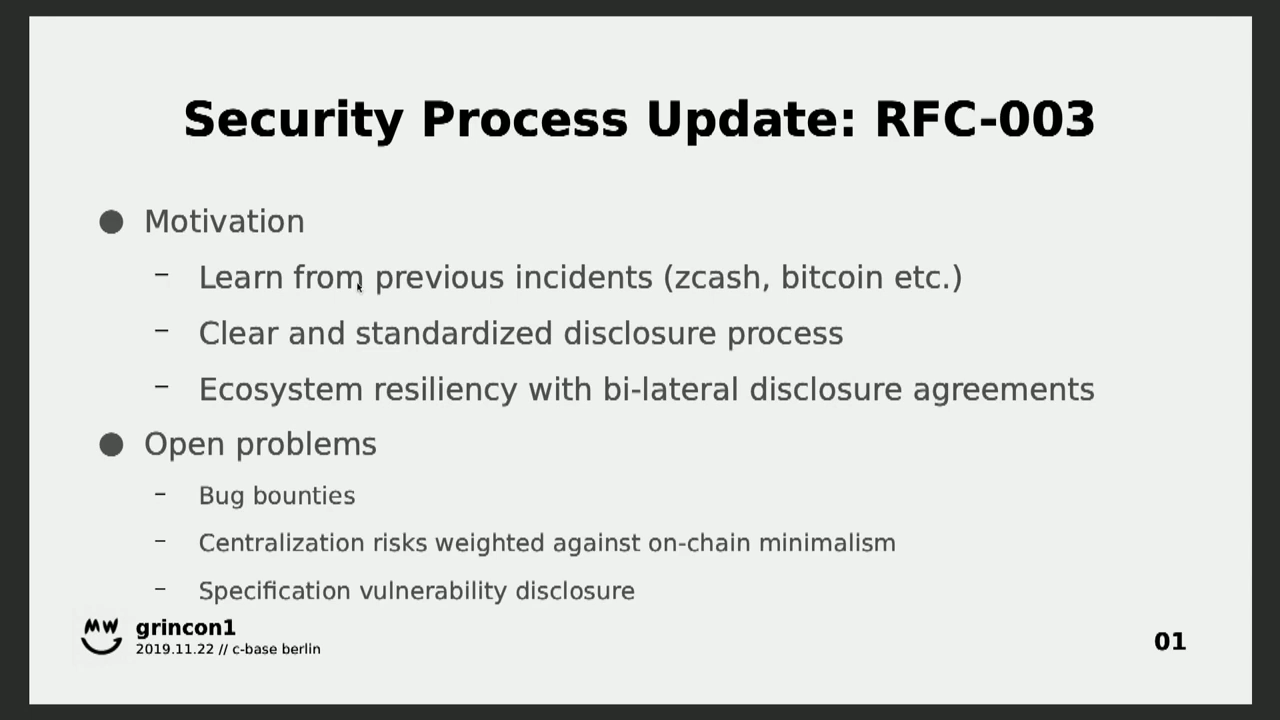 Security Process Update: RFC-003
● Motivation
– Learn from previous incidents (zcash, bitcoin etc.)
– Clear and standardized disclosure process
– Ecosystem resiliency with bi-lateral disclosure agreements
● Open problems
– Bug bounties
– Centralization risks weighted against on-chain minimalism
– Specification vulnerability disclosure
MW
grincon1
2019.11.22 // c-base berlin
01